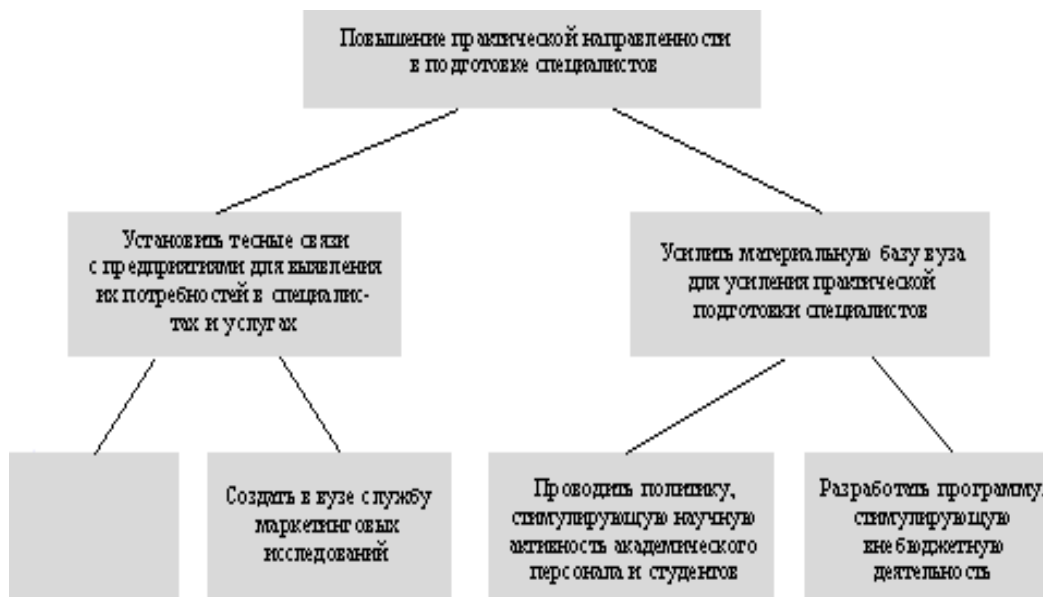 Повышение практической направленности
в подготовке специалистов
Установить тесные связи
с предприятиями для выявления
их потребностей в специалис-
тах и услугах
Усилить материальную базу вуза
для усиления практической
подготовки специалистов
Создать в вузе службу
маркетинговых
исследований
Проводить политику,
стимулирующую научную
активность академического
персонала и студентов
Разработать программу,
стимулирующую
внебюджетную
деятельность